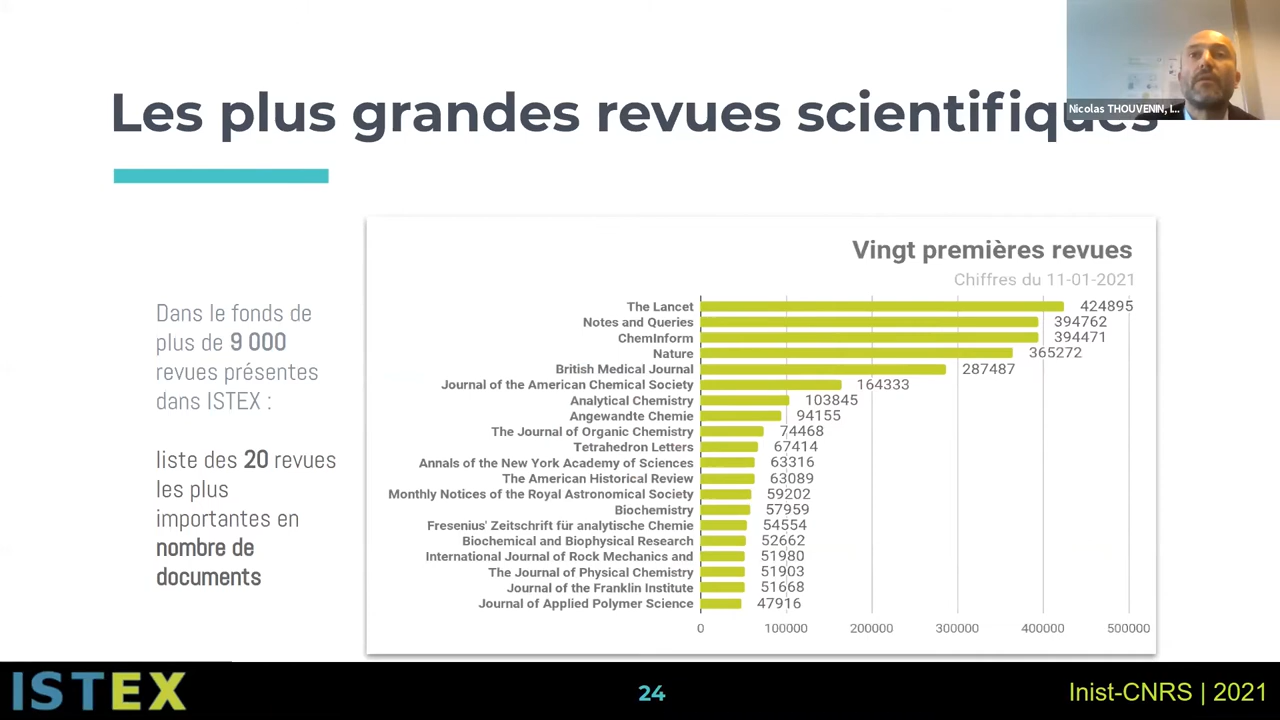 Les plus grandes revues scientifiques
Nicolas THOUVENIN, I...
Dans le fonds de
plus de 9 000
revues présentes
dans ISTEX :
liste des 20 revues
les plus
importantes en
nombre de
documents
Vingt premières revues
Chiffres du 11-01-2021
The Lancet 424895
Notes and Queries 394762
ChemInform 394471
Nature 365272
British Medical Journal 287487
Journal of the American Chemical Society 164333
Analytical Chemistry 103845
Angewandte Chemie 94155
The Journal of Organic Chemistry 74468
Tetrahedron Letters 67414
Annals of the New York Academy of Sciences 63316
The American Historical Review 63089
Monthly Notices of the Royal Astronomical Society 59202
Biochemistry 57959
Fresenius' Zeitschrift für analytische Chemie 54554
Biochemical and Biophysical Research 52662
International Journal of Rock Mechanics and 51980
The Journal of Physical Chemistry 51903
Journal of the Franklin Institute 51668
Journal of Applied Polymer Science 47916
0 100000 200000 300000 400000 500000
ISTEX
24
Inist-CNRS | 2021